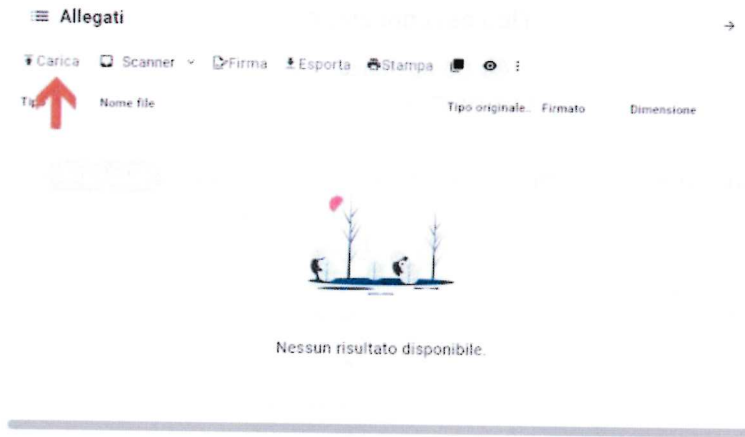 Allegati
Carica Scanner Firma Esporta Stampa
Nome file Tipo originale.. Firmato Dimensione
Nessun risultato disponibile.